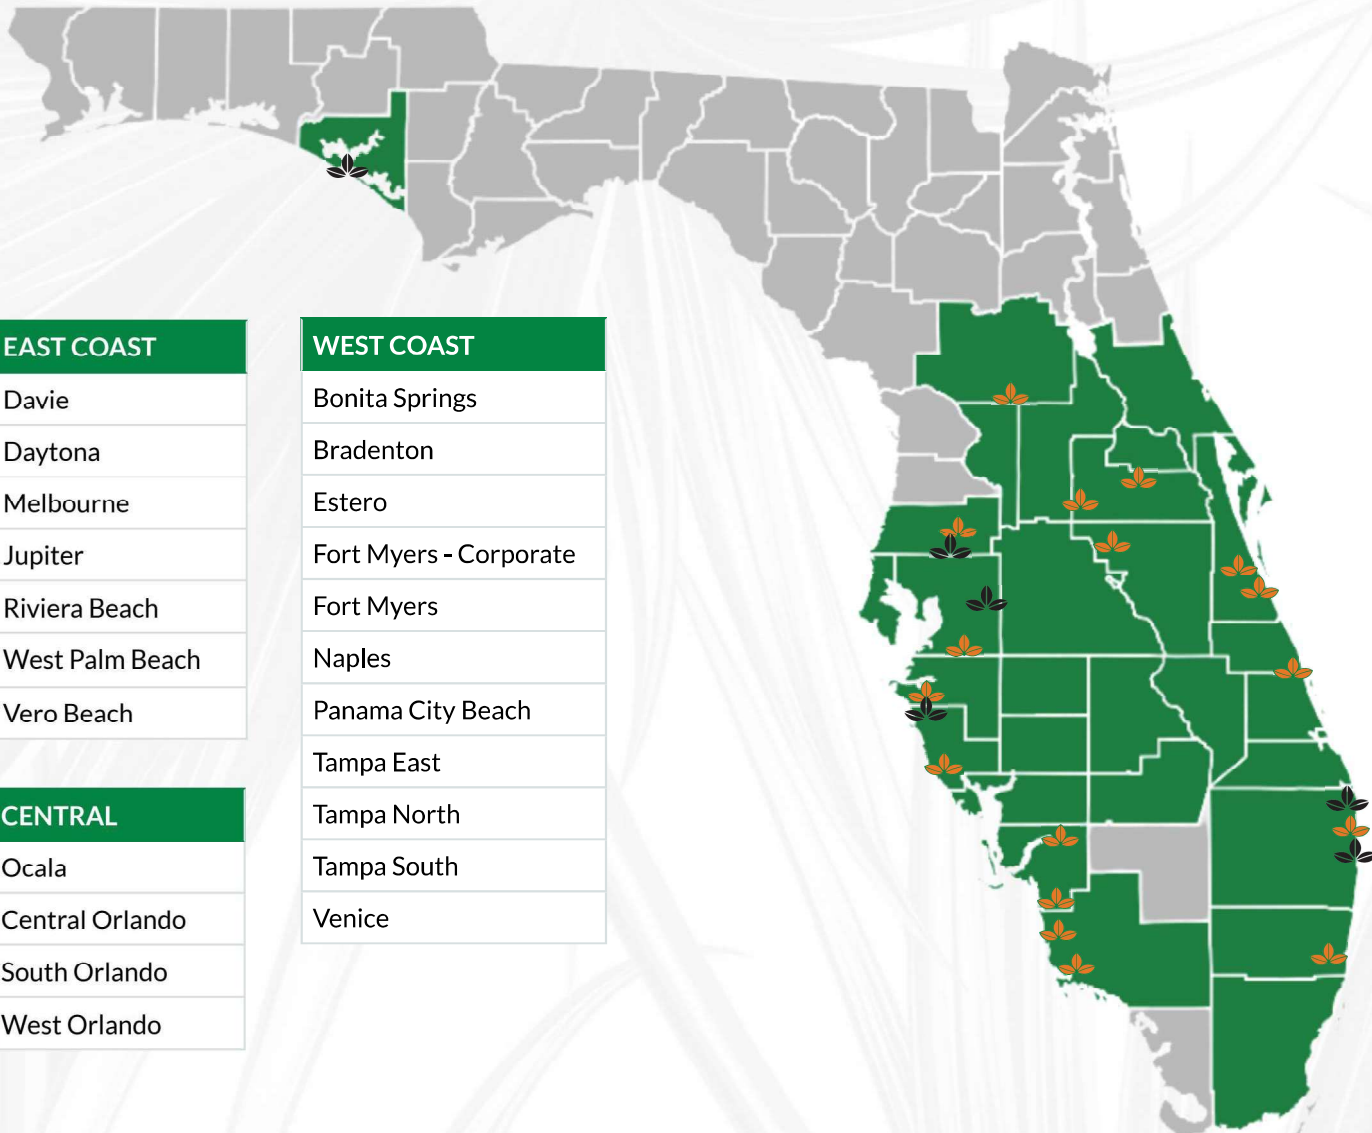 EAST COAST
Davie
Daytona
Melbourne
Jupiter
Riviera Beach
West Palm Beach
Vero Beach
CENTRAL
Ocala
Central Orlando
South Orlando
West Orlando
WEST COAST
Bonita Springs
Bradenton
Estero
Fort Myers - Corporate
Fort Myers
Naples
Panama City Beach
Tampa East
Tampa North
Tampa South
Venice